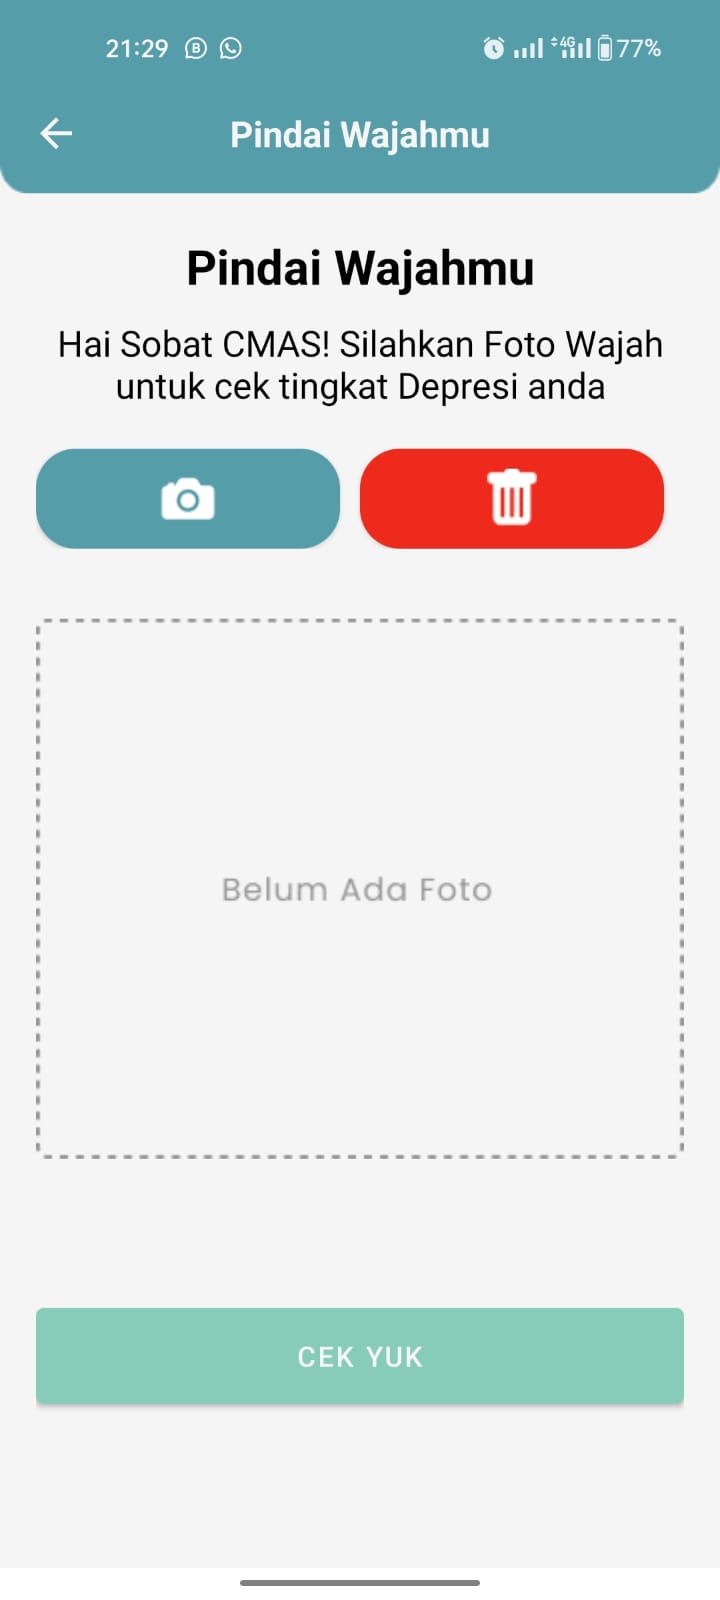 21:29
4G
77%
Pindai Wajahmu
Pindai Wajahmu
Hai Sobat CMAS! Silahkan Foto Wajah
untuk cek tingkat Depresi anda
Belum Ada Foto
CEK YUK